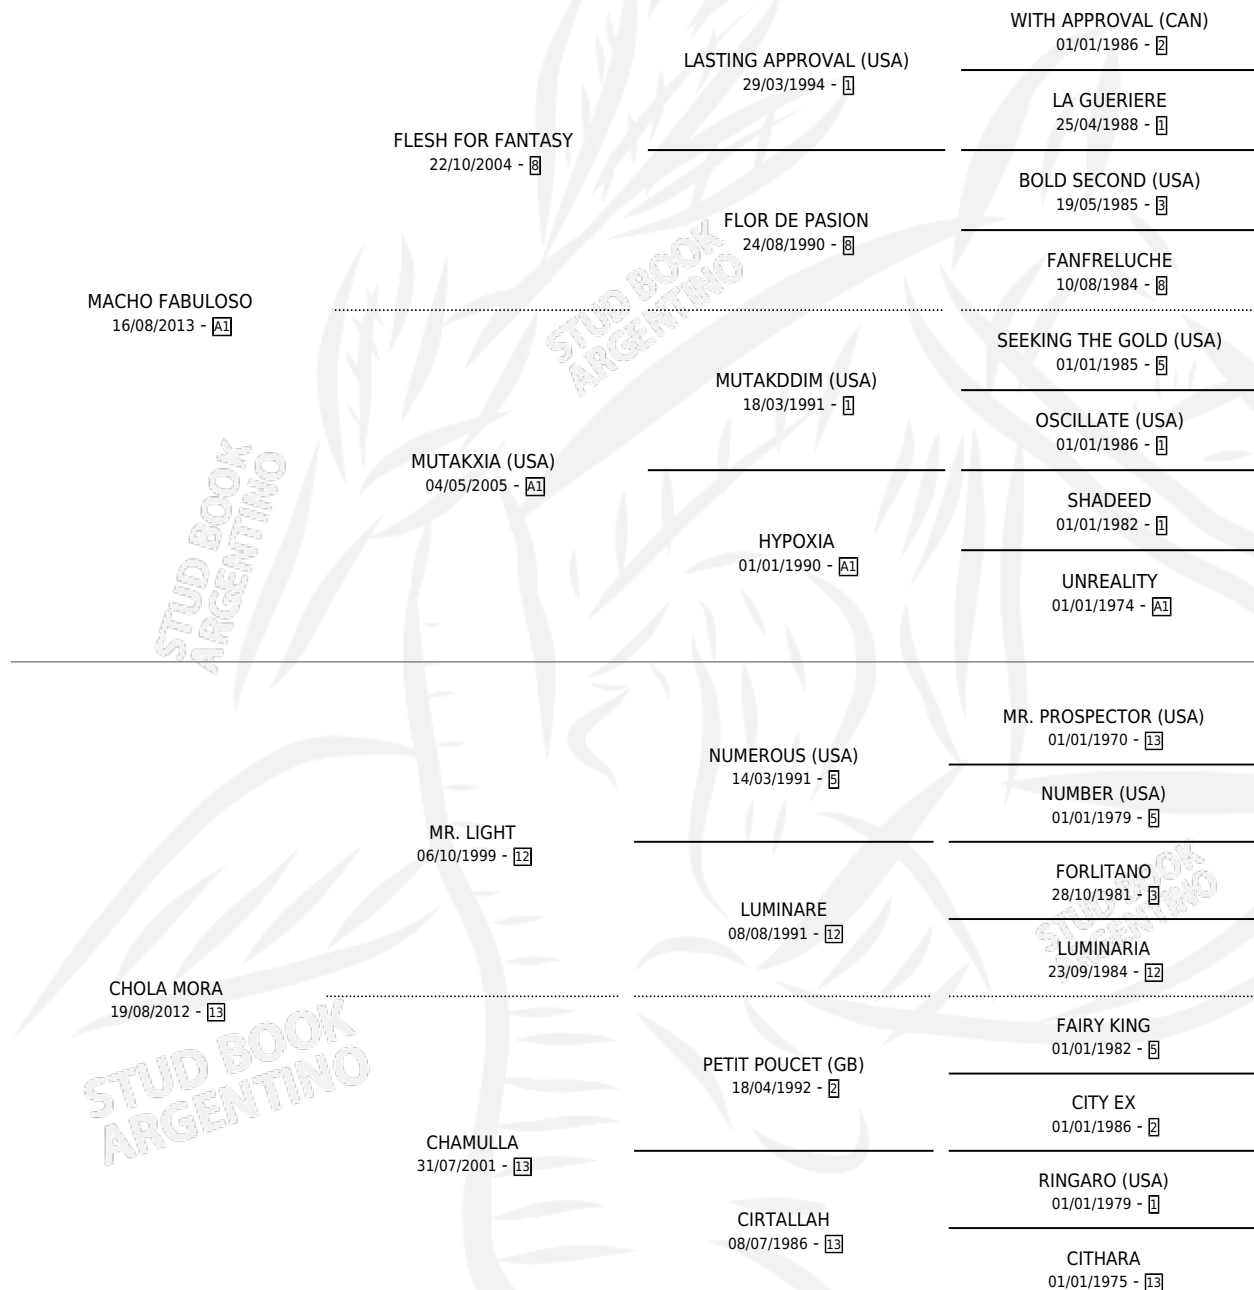 WITH APPROVAL (CAN)
01/01/1986 - 2
LASTING APPROVAL (USA)
29/03/1994 - 1
LA GUERIERE
25/04/1988 - 1
FLESH FOR FANTASY
22/10/2004 - 8
BOLD SECOND (USA)
19/05/1985 - 3
FLOR DE PASION
24/08/1990 - 8
FANFRELUCHE
10/08/1984 - 8
MACHO FABULOSO
16/08/2013 - A1
SEEKING THE GOLD (USA)
01/01/1985 - 5
MUTAKDDIM (USA)
18/03/1991 - 1
OSCILLATE (USA)
01/01/1986 - 1
MUTAKXIA (USA)
04/05/2005 - A1
SHADEED
01/01/1982 - 1
HYPOXIA
01/01/1990 - A1
UNREALITY
01/01/1974 - A1
STUD BOOK
ARGENTINO
STUD BOOK
ARGENTINO
MR. PROSPECTOR (USA)
01/01/1970 - 13
NUMEROUS (USA)
14/03/1991 - 5
NUMBER (USA)
01/01/1979 - 5
MR. LIGHT
06/10/1999 - 12
FORLITANO
28/10/1981 - 3
LUMINARE
08/08/1991 - 12
LUMINARIA
23/09/1984 - 12
CHOLA MORA
19/08/2012 - 13
FAIRY KING
01/01/1982 - 5
PETIT POUCET (GB)
18/04/1992 - 2
CITY EX
01/01/1986 - 2
CHAMULLA
31/07/2001 - 13
RINGARO (USA)
01/01/1979 - 1
CIRTALLAH
08/07/1986 - 13
CITHARA
01/01/1975 - 13
STUD BOOK
ARGENTINO
STUD BOOK
ARGENTINO